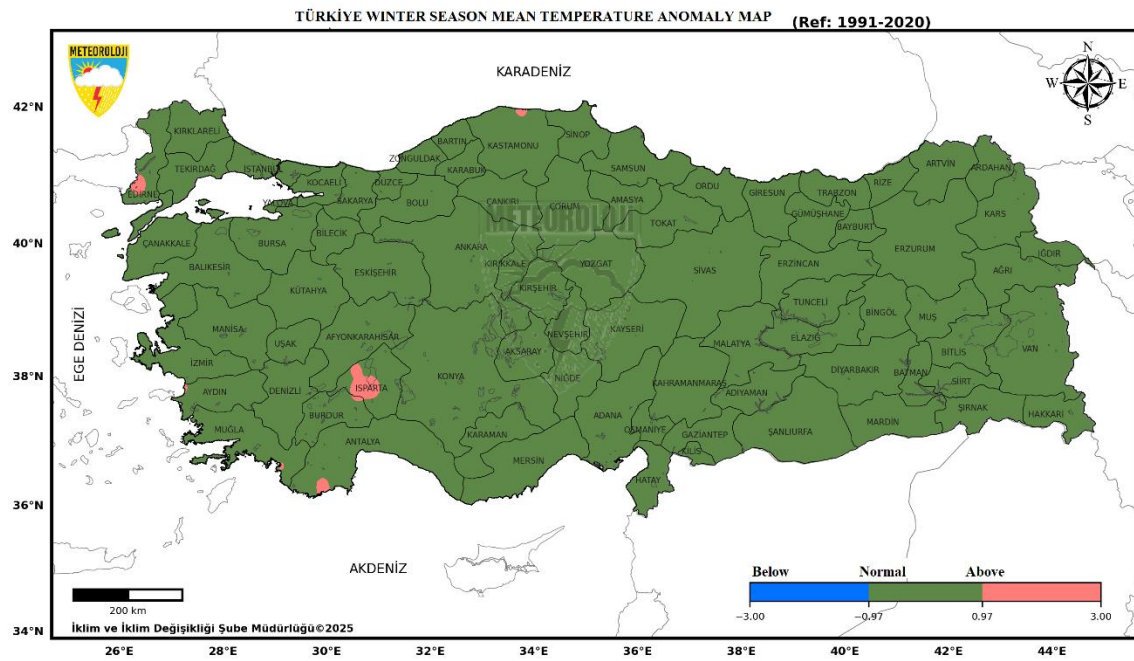 TÜRKİYE WINTER SEASON MEAN TEMPERATURE ANOMALY MAP (Ref: 1991-2020)
METEOROLOJI
KARADENİZ
N
W E
S
42°N
40°N
38°N
36°N
34°N
EGE DENİZİ
KIRKLARELİ
TEKİRDAĞ
İSTANBUL
EDİRNE
KOCAELİ
YALOVA
SAKARYA
DÜZCE
ZONGULDAK
BARTIN
KARABÜK
KASTAMONU
SİNOP
SAMSUN
ORDU
GİRESUN
TRABZON
RİZE
ARTVİN
ARDAHAN
BOLU
ÇANKIRI
ÇORUM
AMASYA
TOKAT
GÜMÜŞHANE
BAYBURT
KARS
ÇANAKKALE
BURSA
BİLECİK
METEOROLOJI
ANKARA
ERZURUM
IĞDIR
BALIKESİR
ESKİŞEHİR
KIRIKKALE
YOZGAT
SİVAS
ERZİNCAN
AĞRI
KÜTAHYA
KIRŞEHİR
TUNCELİ
BİNGÖL
MUŞ
MANİSA
UŞAK
AFYONKARAHİSAR
NEVŞEHİR
KAYSERİ
MALATYA
ELAZIĞ
BİTLİS
VAN
İZMİR
AKSARAY
AYDIN
DENİZLİ
ISPARTA
KONYA
NİĞDE
KAHRAMANMARAŞ
ADIYAMAN
DİYARBAKIR
BATMAN
SİİRT
MUĞLA
BURDUR
ANTALYA
KARAMAN
MERSİN
ADANA
OSMANİYE
GAZİANTEP
KİLİS
ŞANLIURFA
MARDİN
ŞIRNAK
HAKKARİ
HATAY
AKDENİZ
Below Normal Above
−3.00 −0.97 0.97 3.00
200 km
İklim ve İklim Değişikliği Şube Müdürlüğü©2025
26°E 28°E 30°E 32°E 34°E 36°E 38°E 40°E 42°E 44°E